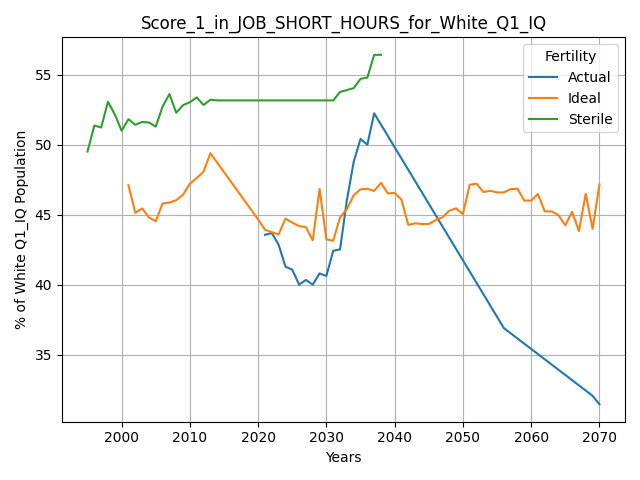 Score_1_in_JOB_SHORT_HOURS_for_White_Q1_IQ
Fertility
Actual
Ideal
Sterile
% of White Q1_IQ Population
55
50
45
40
35
2000 2010 2020 2030 2040 2050 2060 2070
Years